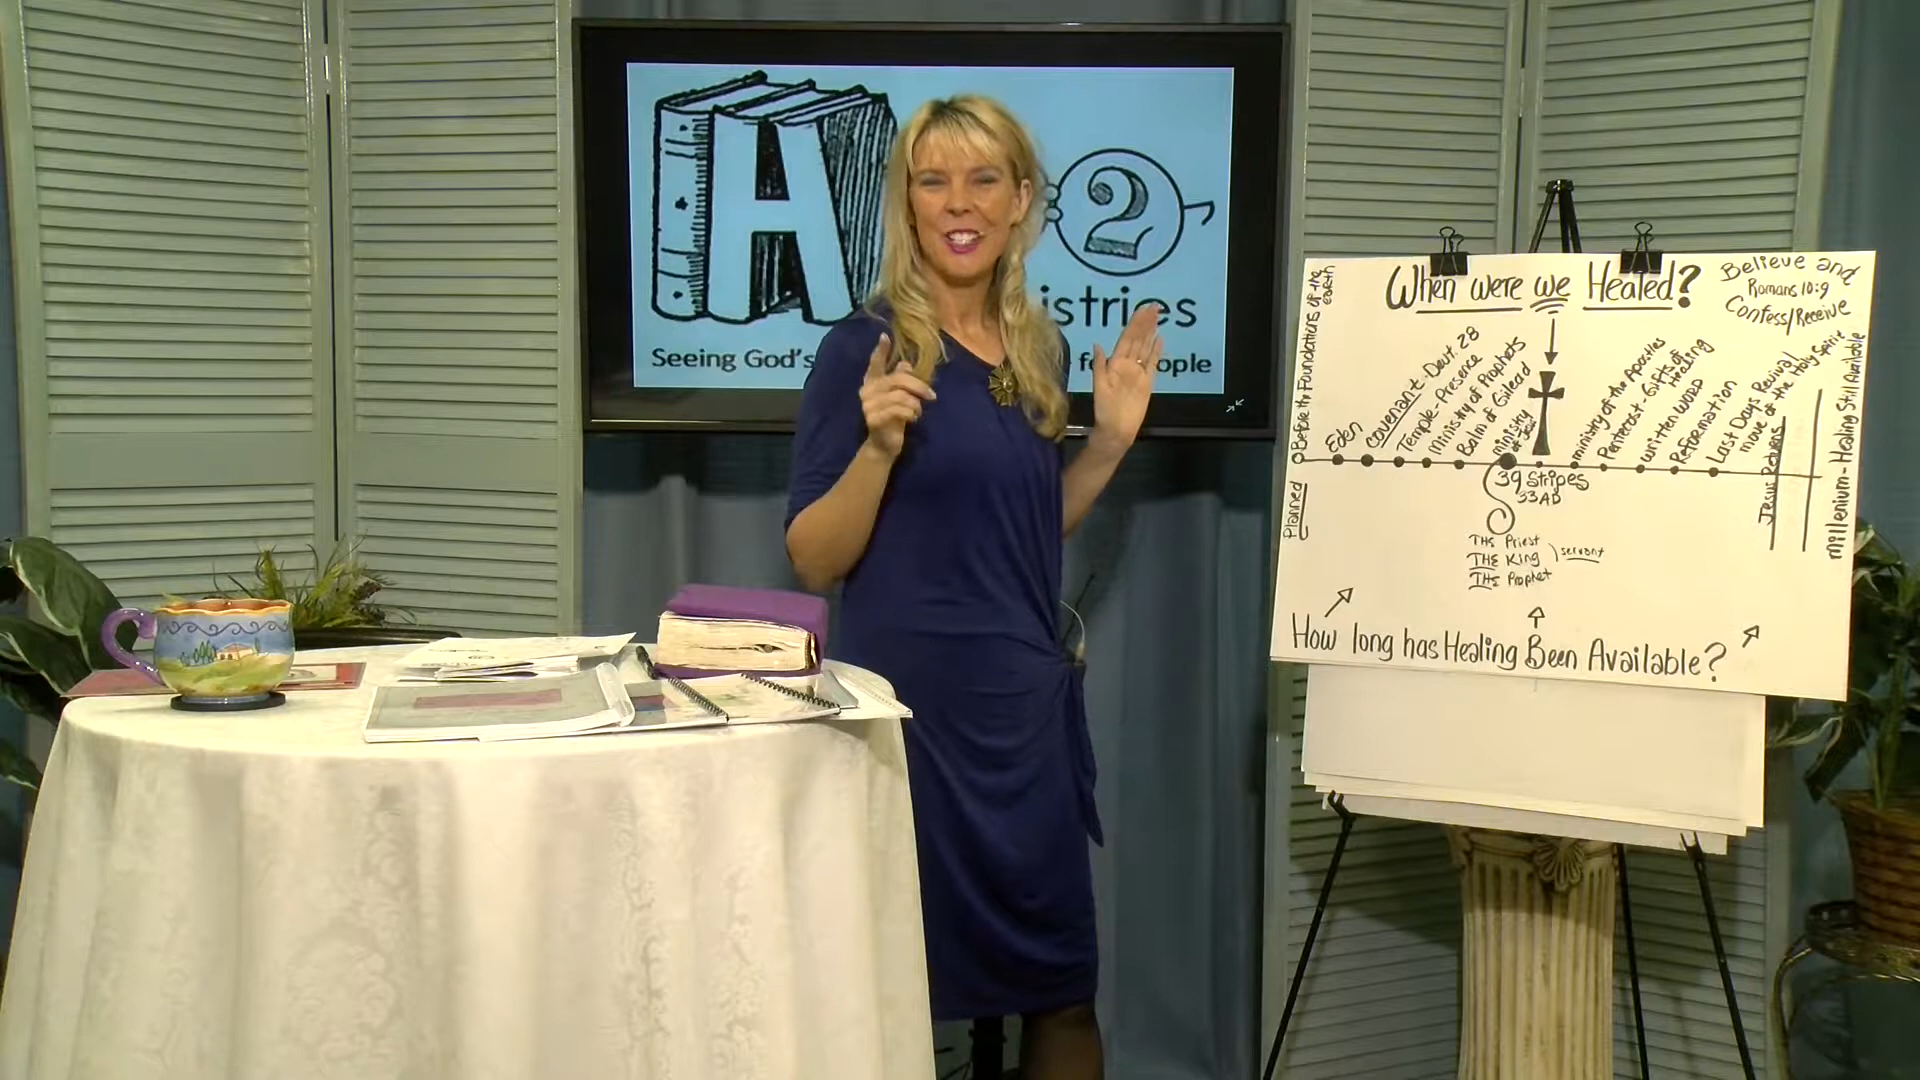 H 2
istries
Seeing God's
ople
When were we Healed?
Believe and
Romans 10:9
Confess/Receive
Before the Foundations of the
EARTH
Planned
Eden
covenant - Deut. 28
Temple - Presence
Ministry of Prophets
Balm of Gilead
ministry
ministry of the Apostles
Pentecost - Gifts of
Healing
written WORD
Reformation
Last Days Revival
move of the Holy Spirit
Jesus Returns
Millenium - Healing Still Available
39 Stripes
33 AD
THE Priest
THE King
THE Prophet
servant
How long has Healing Been Available?